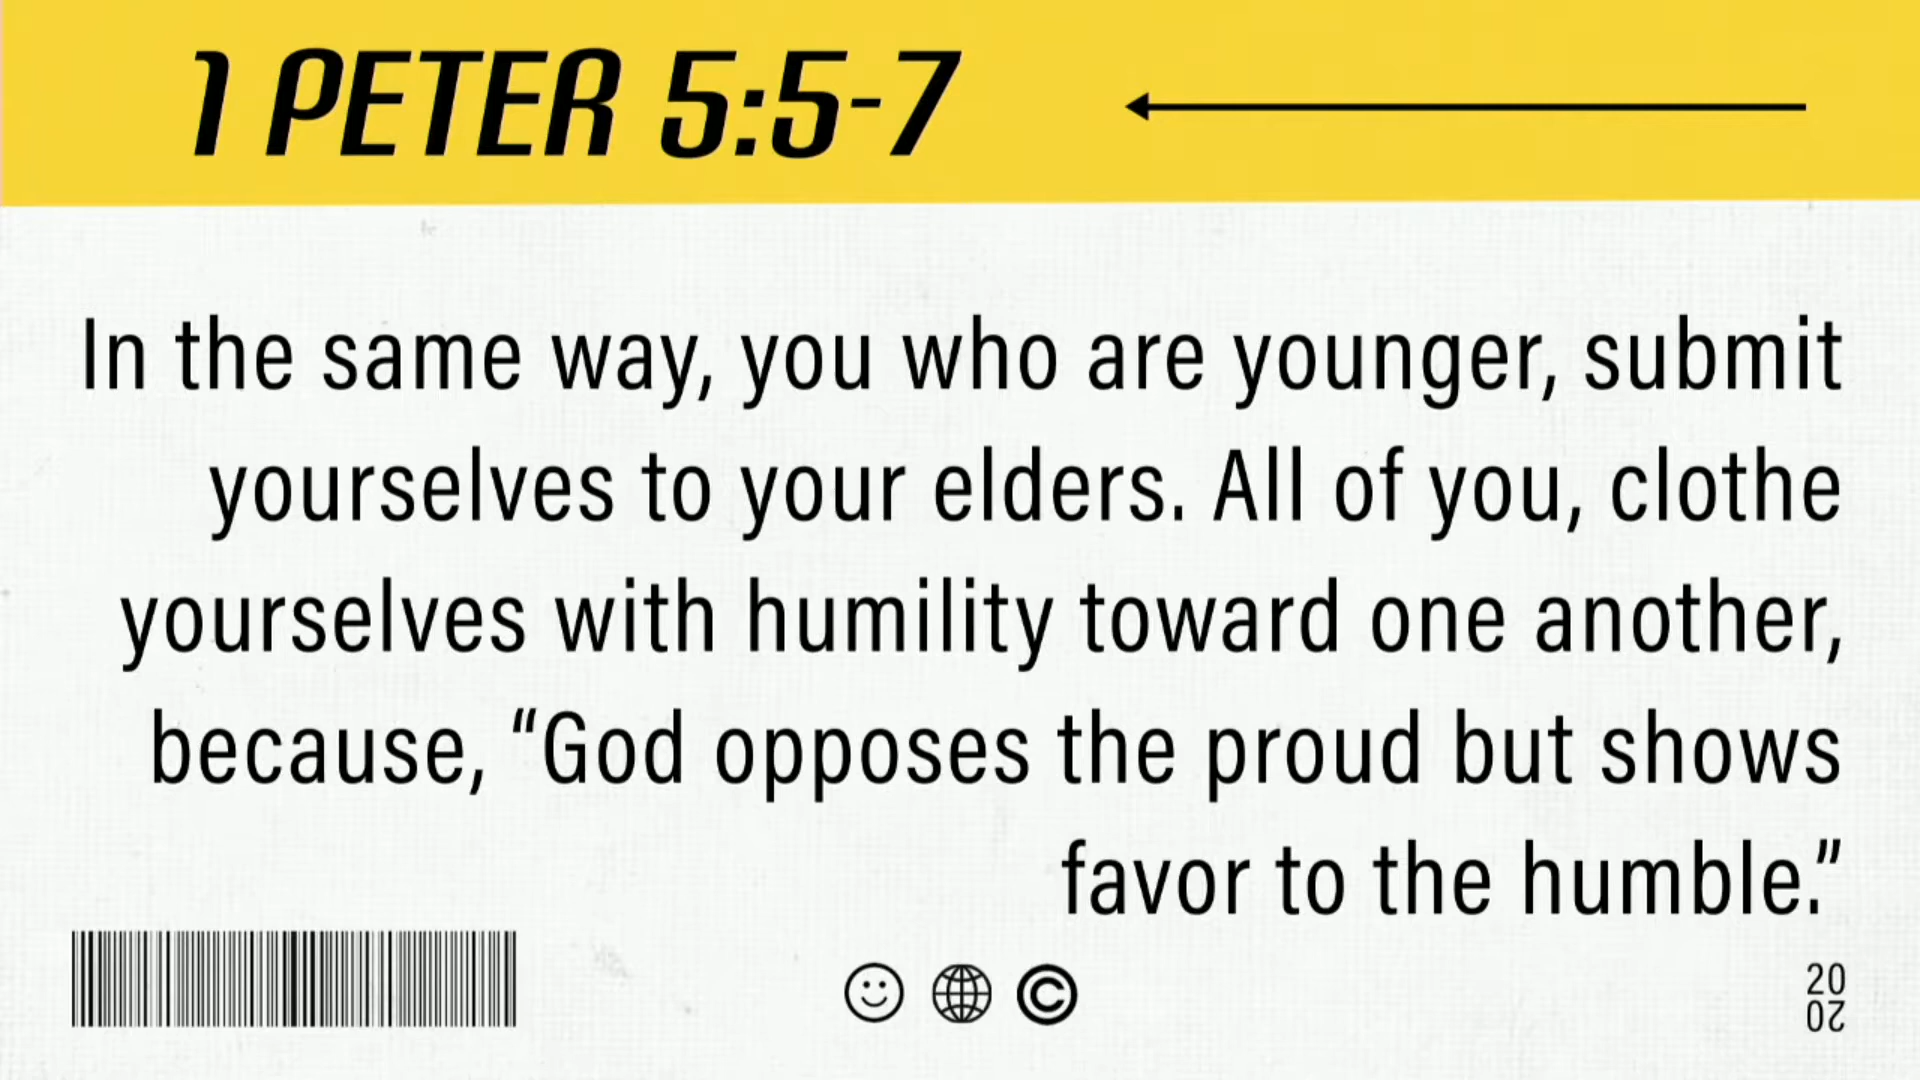 1 PETER 5:5-7
In the same way, you who are younger, submit
yourselves to your elders. All of you, clothe
yourselves with humility toward one another,
because, “God opposes the proud but shows
favor to the humble.”
©
20
20